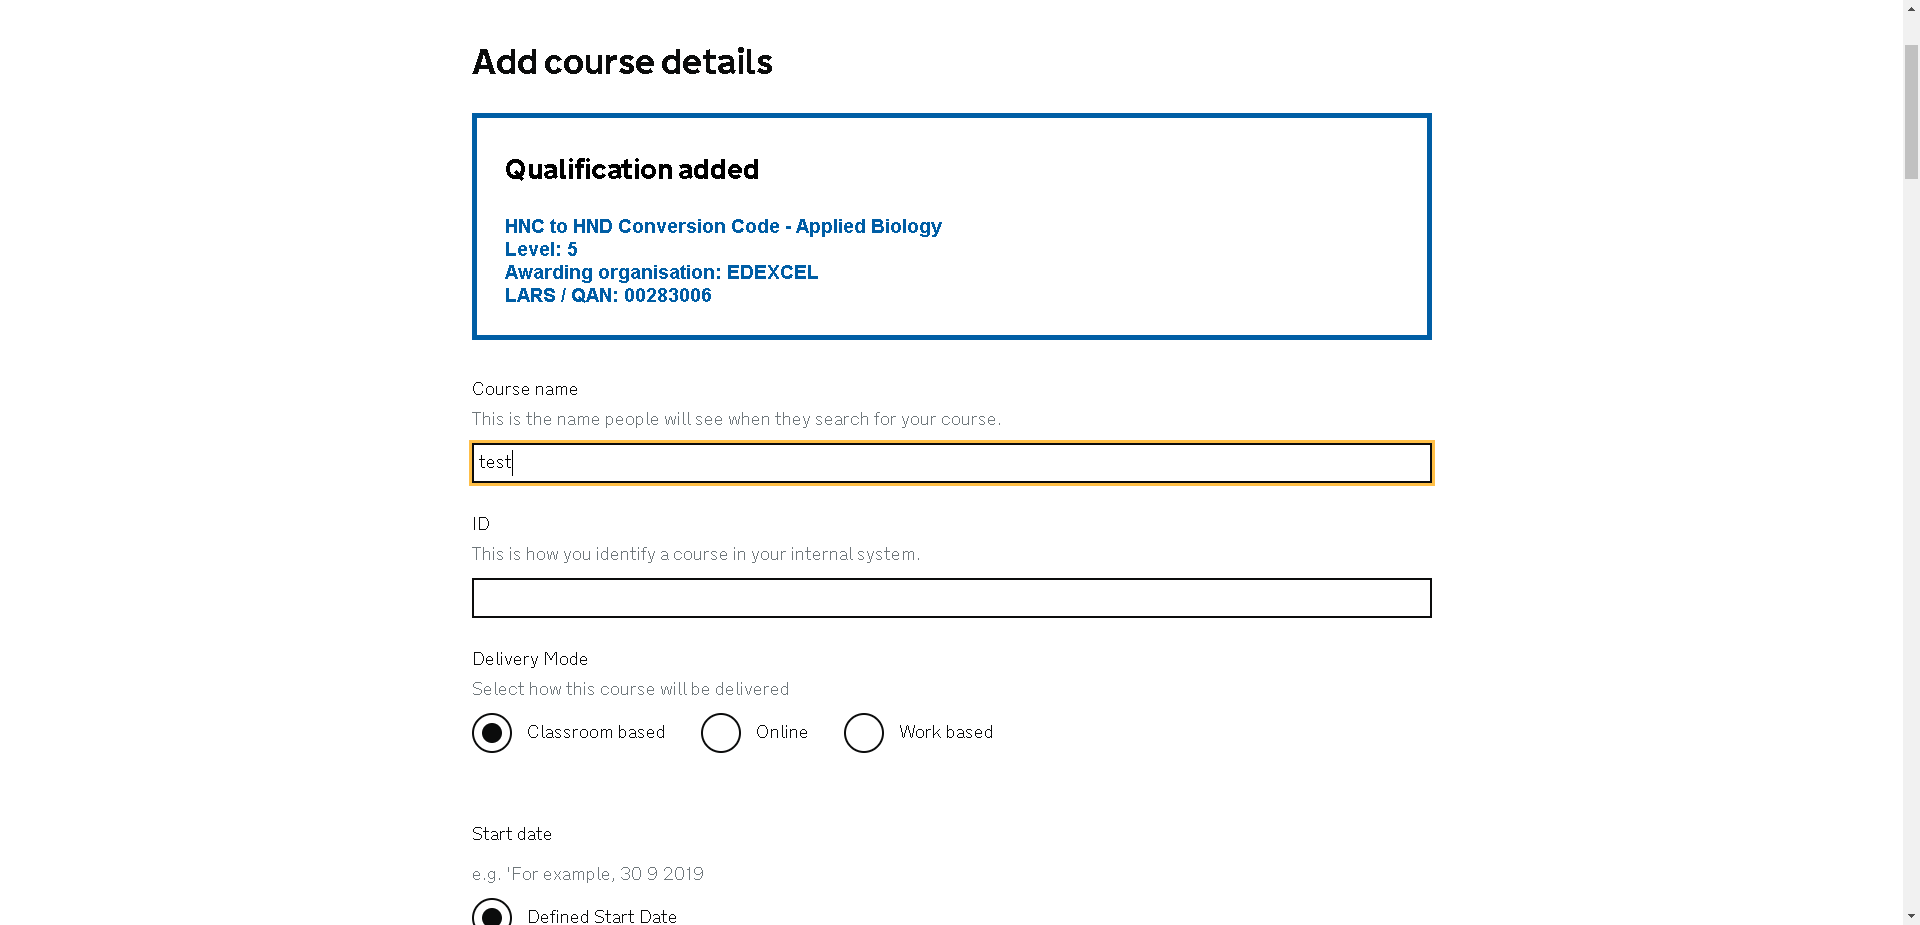 Add course details
Qualification added
HNC to HND Conversion Code - Applied Biology
Level: 5
Awarding organisation: EDEXCEL
LARS / QAN: 00283006
Course name
This is the name people will see when they search for your course.
test
ID
This is how you identify a course in your internal system.
Delivery Mode
Select how this course will be delivered
Classroom based Online Work based
Start date
e.g. 'For example, 30 9 2019
Defined Start Date